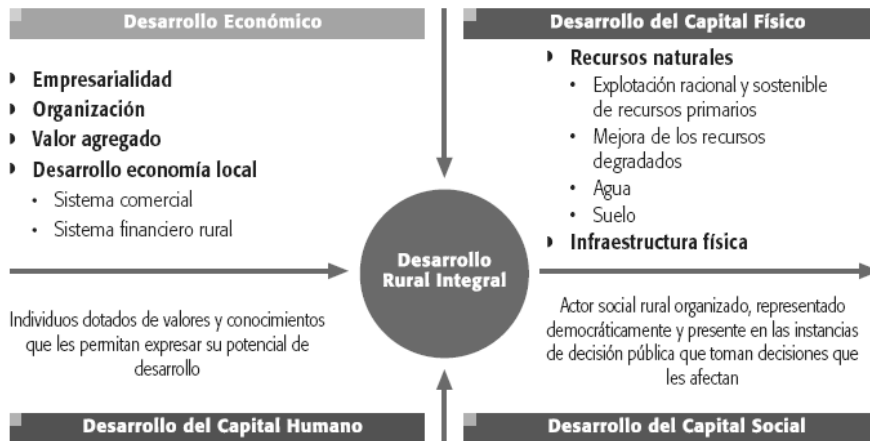 Desarrollo Económico
Empresarialidad
Organización
Valor agregado
Desarrollo economía local
Sistema comercial
Sistema financiero rural
Desarrollo del Capital Físico
Recursos naturales
Explotación racional y sostenible
de recursos primarios
Mejora de los recursos
degradados
Agua
Suelo
Infraestructura física
Desarrollo
Rural Integral
Individuos dotados de valores y conocimientos
que les permitan expresar su potencial de
desarrollo
Desarrollo del Capital Humano
Actor social rural organizado, representado
democráticamente y presente en las instancias
de decisión pública que toman decisiones que
les afectan
Desarrollo del Capital Social